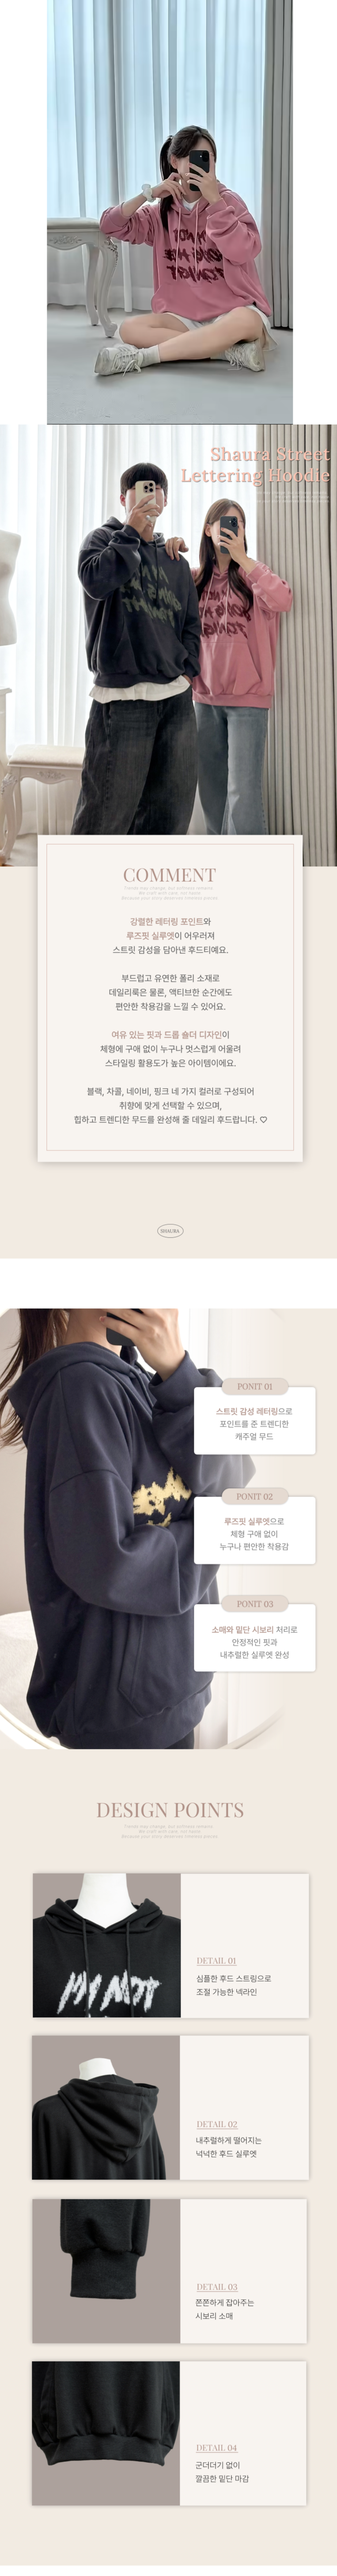 Shaura Street
Lettering Hoodie
COMMENT
Trends may change, but softness remains.
We craft with care, not haste.
Because your story deserves timeless pieces.
강렬한 레터링 포인트와
루즈핏 실루엣이 어우러져
스트릿 감성을 담아낸 후드티예요.
부드럽고 유연한 폴리 소재로
데일리룩은 물론, 액티브한 순간에도
편안한 착용감을 느낄 수 있어요.
여유 있는 핏과 드롭 숄더 디자인이
체형에 구애 없이 누구나 멋스럽게 어울려
스타일링 활용도가 높은 아이템이에요.
블랙, 차콜, 네이비, 핑크 네 가지 컬러로 구성되어
취향에 맞게 선택할 수 있으며,
힙하고 트렌디한 무드를 완성해 줄 데일리 후드랍니다. ♡
SHAURA
PONIT 01
스트릿 감성 레터링으로
포인트를 준 트렌디한
캐주얼 무드
PONIT 02
루즈핏 실루엣으로
체형 구애 없이
누구나 편안한 착용감
PONIT 03
소매와 밑단 시보리 처리로
안정적인 핏과
내추럴한 실루엣 완성
DESIGN POINTS
Trends may change, but softness remains.
We craft with care, not haste.
Because your story deserves timeless pieces.
DETAIL 01
심플한 후드 스트링으로
조절 가능한 넥라인
DETAIL 02
내추럴하게 떨어지는
넉넉한 후드 실루엣
DETAIL 03
쫀쫀하게 잡아주는
시보리 소매
DETAIL 04
군더더기 없이
깔끔한 밑단 마감